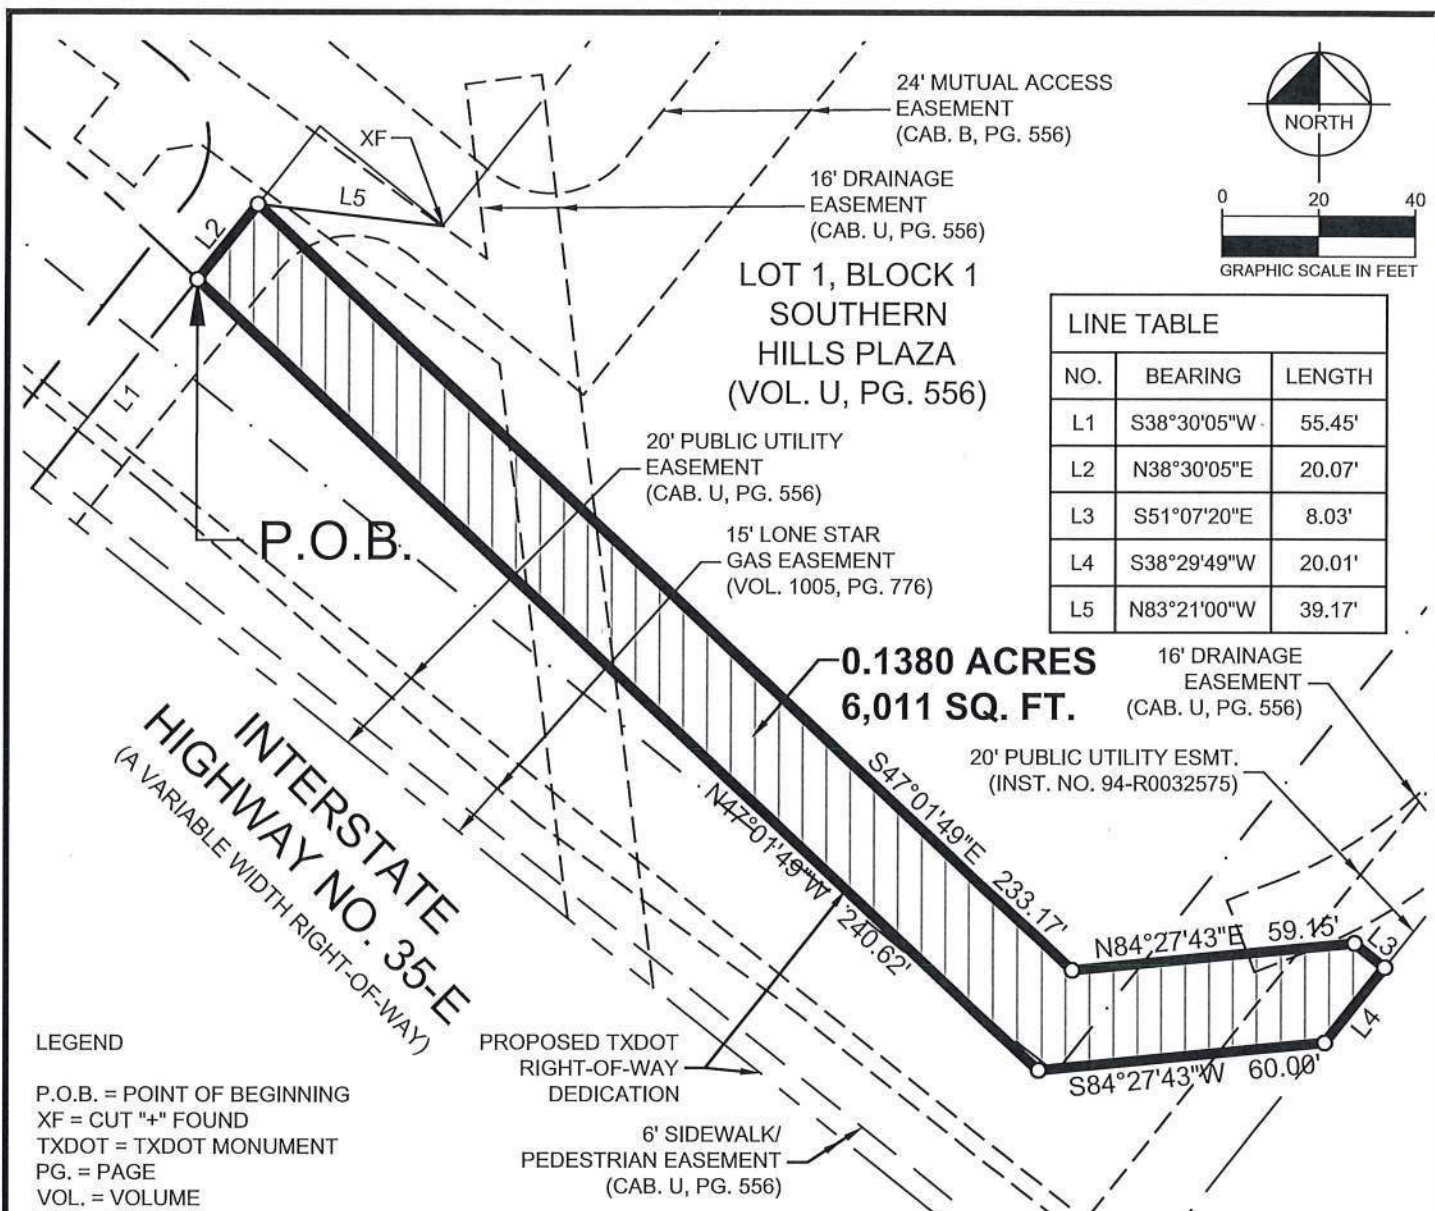 24' MUTUAL ACCESS
EASEMENT
(CAB. B, PG. 556)
NORTH
0 20 40
GRAPHIC SCALE IN FEET
XF
L5
L2
16' DRAINAGE
EASEMENT
(CAB. U, PG. 556)
LOT 1, BLOCK 1
SOUTHERN
HILLS PLAZA
(VOL. U, PG. 556)
LINE TABLE
NO. BEARING LENGTH
L1 S38°30'05"W 55.45'
L2 N38°30'05"E 20.07'
L3 S51°07'20"E 8.03'
L4 S38°29'49"W 20.01'
L5 N83°21'00"W 39.17'
L1
20' PUBLIC UTILITY
EASEMENT
(CAB. U, PG. 556)
P.O.B.
15' LONE STAR
GAS EASEMENT
(VOL. 1005, PG. 776)
0.1380 ACRES
6,011 SQ. FT.
16' DRAINAGE
EASEMENT
(CAB. U, PG. 556)
20' PUBLIC UTILITY ESMT.
(INST. NO. 94-R0032575)
INTERSTATE
HIGHWAY NO. 35-E
(A VARIABLE WIDTH RIGHT-OF-WAY)
S47°01'49"E 233.17'
N47°01'49"W 240.62'
N84°27'43"E 59.15'
L3
L4
S84°27'43"W 60.00'
PROPOSED TXDOT
RIGHT-OF-WAY
DEDICATION
6' SIDEWALK/
PEDESTRIAN EASEMENT
(CAB. U, PG. 556)
LEGEND
P.O.B. = POINT OF BEGINNING
XF = CUT "+" FOUND
TXDOT = TXDOT MONUMENT
PG. = PAGE
VOL. = VOLUME